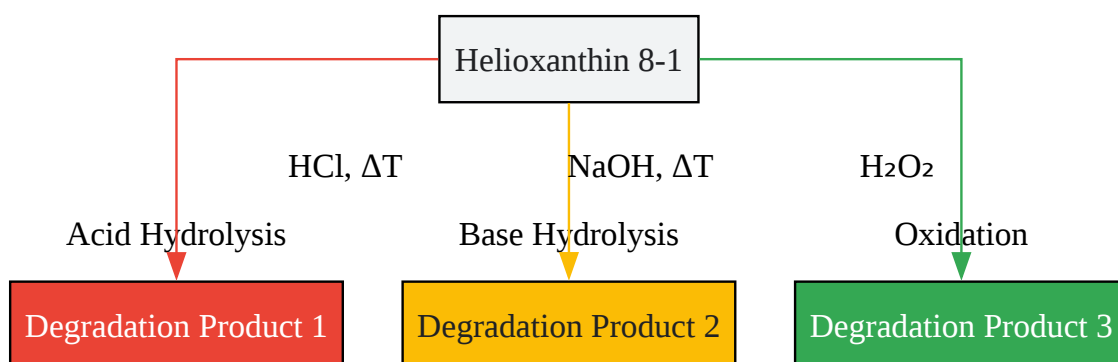 Helioxanthin 8-1
HCl, ΔT
NaOH, ΔT
H₂O₂
Acid Hydrolysis
Base Hydrolysis
Oxidation
Degradation Product 1
Degradation Product 2
Degradation Product 3